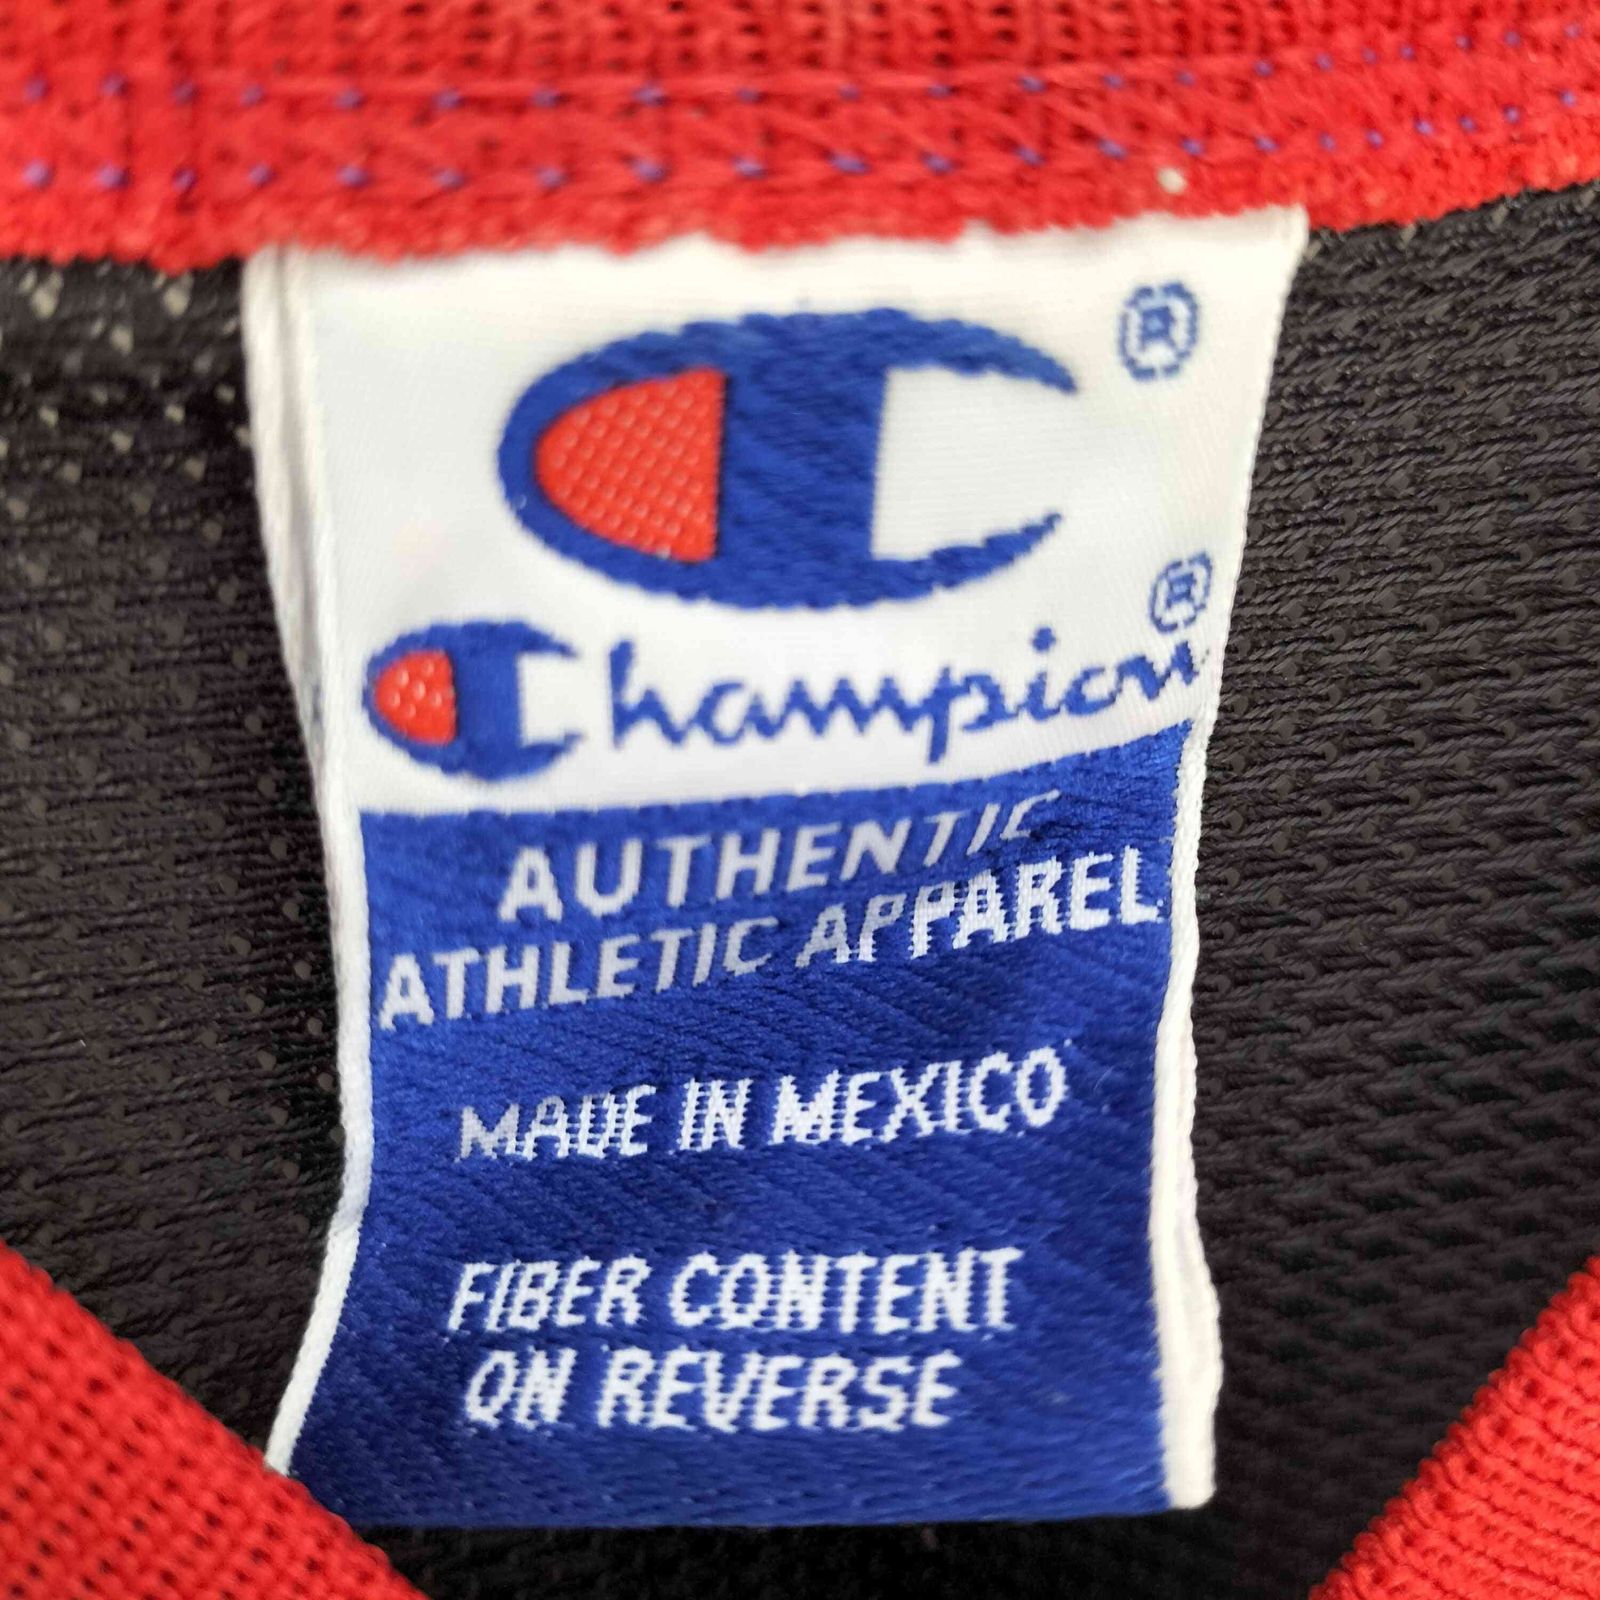 ®
Champion®
AUTHENTIC
ATHLETIC APPAREL
MADE IN MEXICO
FIBER CONTENT
ON REVERSE